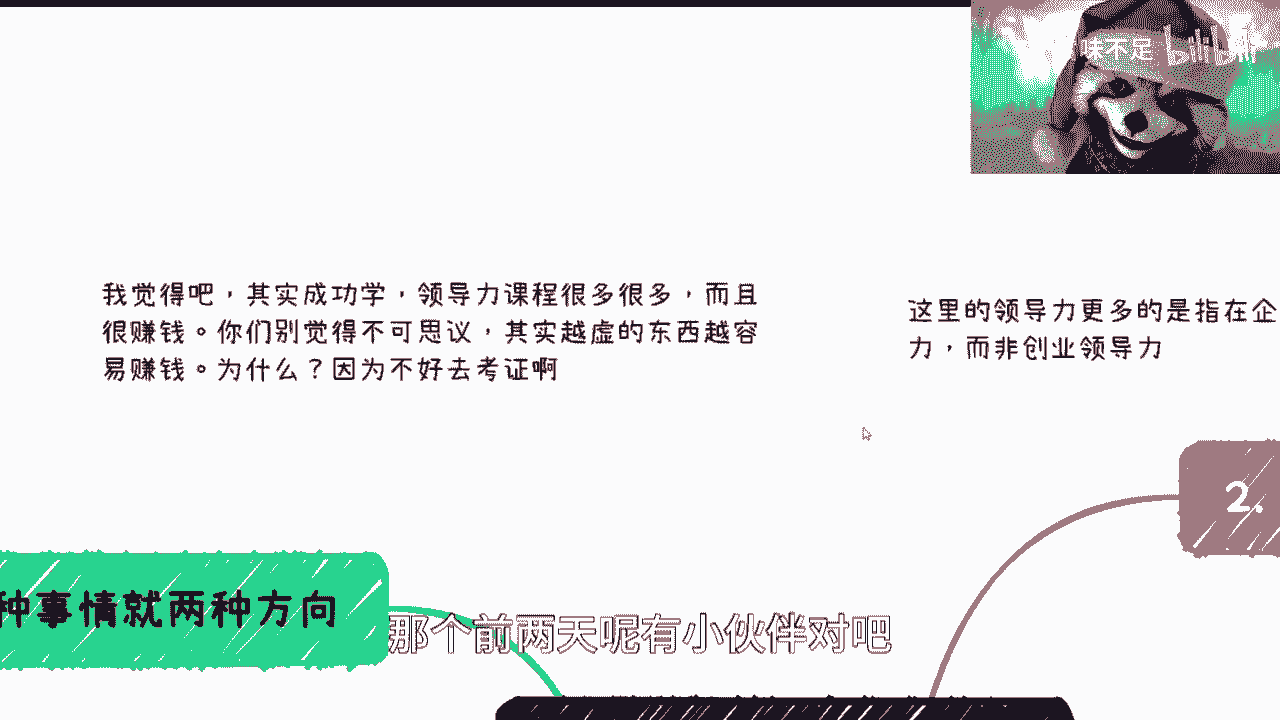 味不足 bilibili
我觉得吧，其实成功学，领导力课程很多很多，而且
很赚钱。你们别觉得不可思议，其实越虚的东西越容
易赚钱。为什么？因为不好去考证啊
这里的领导力更多的是指在企
力，而非创业领导力
2.
种事情就两种方向
那个前两天呢有小伙伴对吧